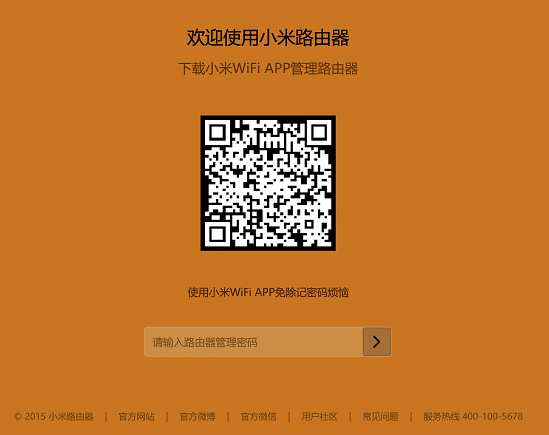 欢迎使用小米路由器
下载小米WiFi APP管理路由器
使用小米WiFi APP免除记密码烦恼
请输入路由器管理密码
© 2015 小米路由器 | 官方网站 | 官方微博 | 官方微信 | 用户社区 | 常见问题 | 服务热线 400-100-5678